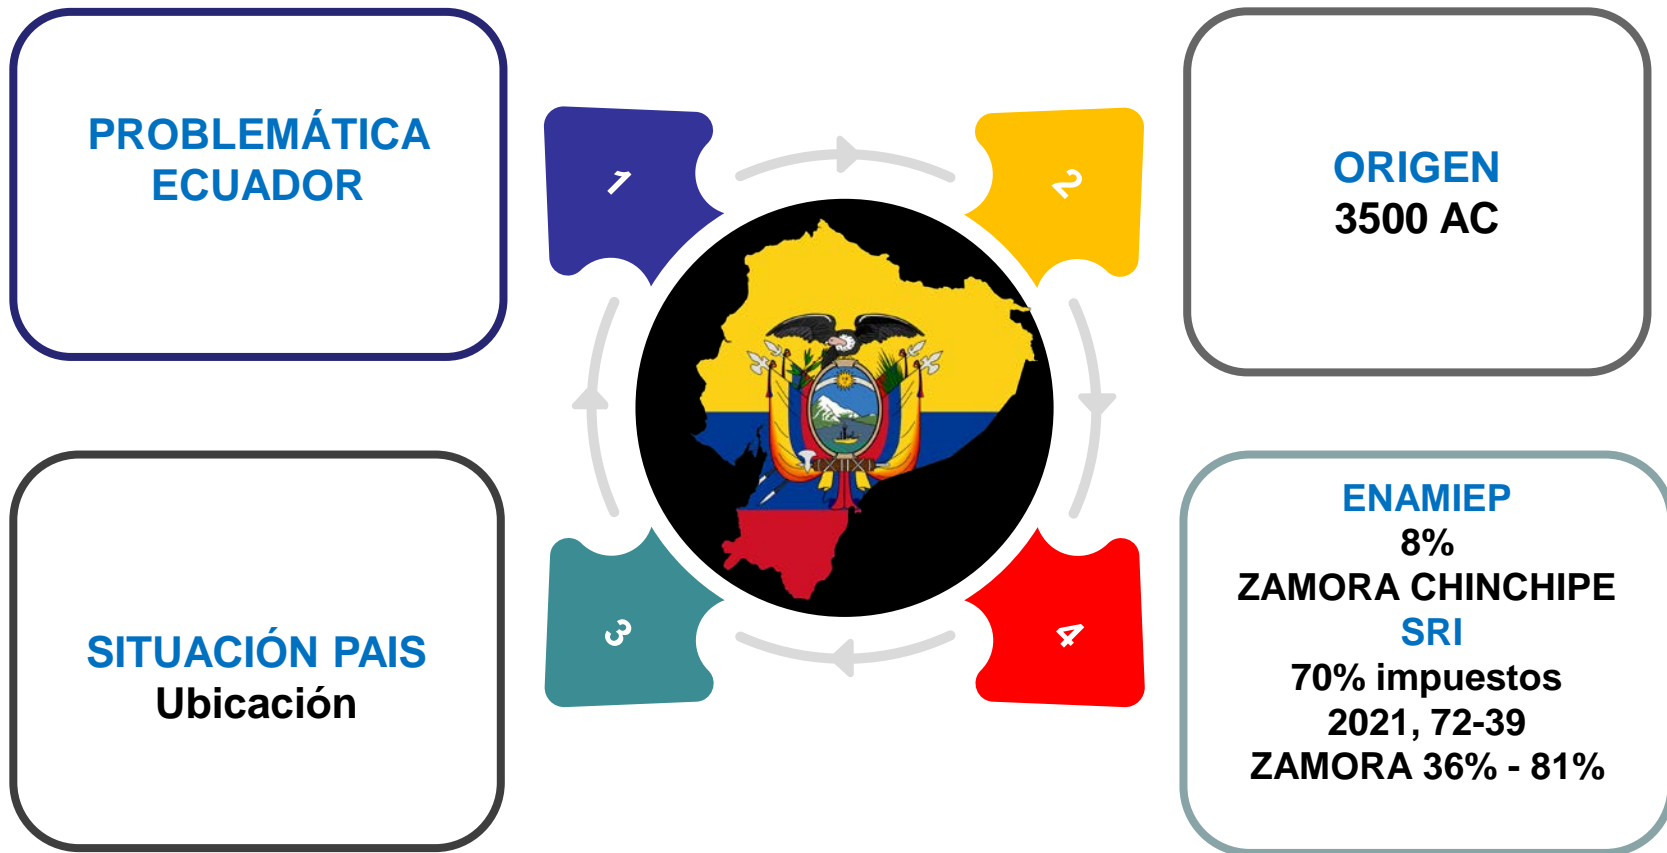 PROBLEMÁTICA
ECUADOR
1
2
ORIGEN
3500 AC
SITUACIÓN PAIS
Ubicación
3
4
ENAMIEP
8%
ZAMORA CHINCHIPE
SRI
70% impuestos
2021, 72-39
ZAMORA 36% - 81%